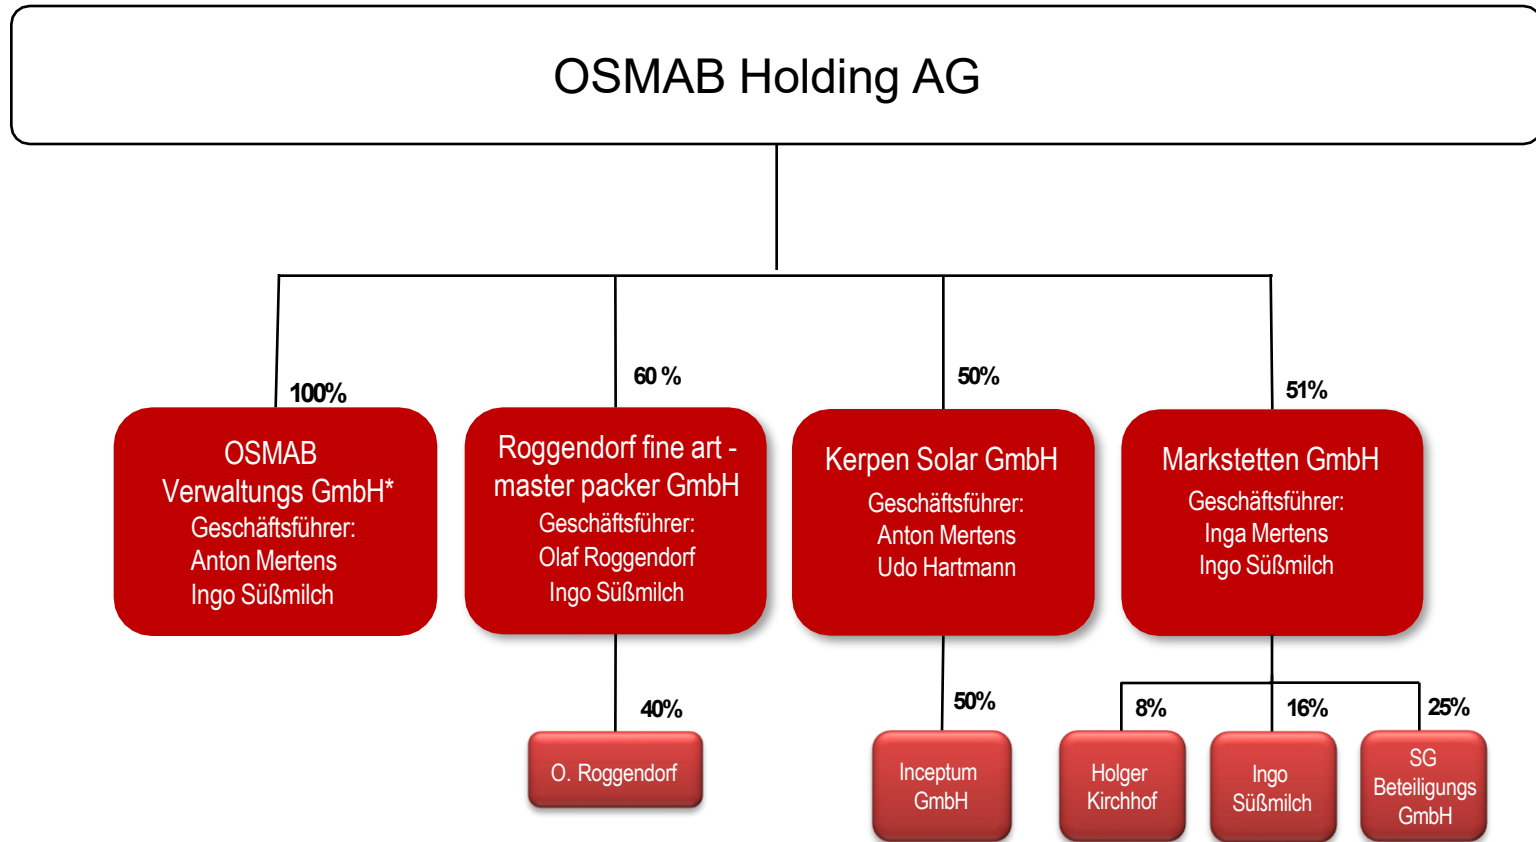 OSMAB Holding AG
100%
60 %
50%
51%
OSMAB
Verwaltungs GmbH*
Geschäftsführer:
Anton Mertens
Ingo Süßmilch
Roggendorf fine art -
master packer GmbH
Geschäftsführer:
Olaf Roggendorf
Ingo Süßmilch
Kerpen Solar GmbH
Geschäftsführer:
Anton Mertens
Udo Hartmann
Markstetten GmbH
Geschäftsführer:
Inga Mertens
Ingo Süßmilch
40%
50%
8%
16%
25%
O. Roggendorf
Inceptum
GmbH
Holger
Kirchhof
Ingo
Süßmilch
SG
Beteiligungs
GmbH